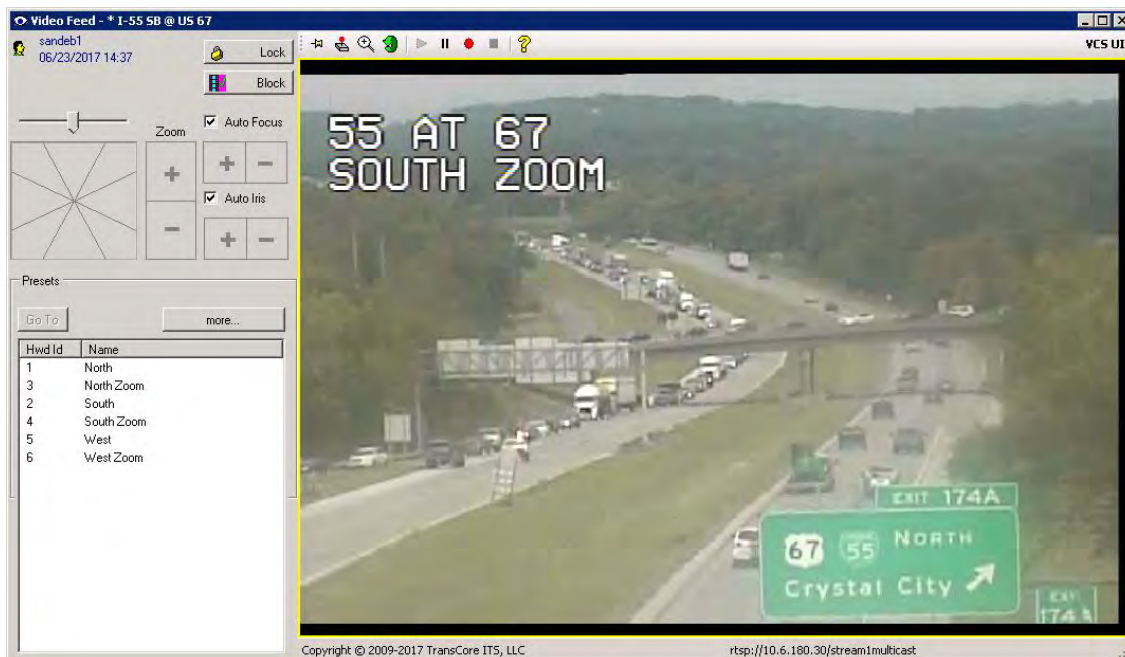 Video Feed - * I-55 SB @ US 67
sandeb1
06/23/2017 14:37
Lock
Block
VCS UI
Zoom
Auto Focus
Auto Iris
Presets
Go To
more...
Hwd Id Name
1 North
3 North Zoom
2 South
4 South Zoom
5 West
6 West Zoom
55 AT 67
SOUTH ZOOM
EXIT 174A
67 55 NORTH
Crystal City
174
Copyright © 2009-2017 TransCore ITS, LLC
rtsp://10.6.180.30/stream1multicast